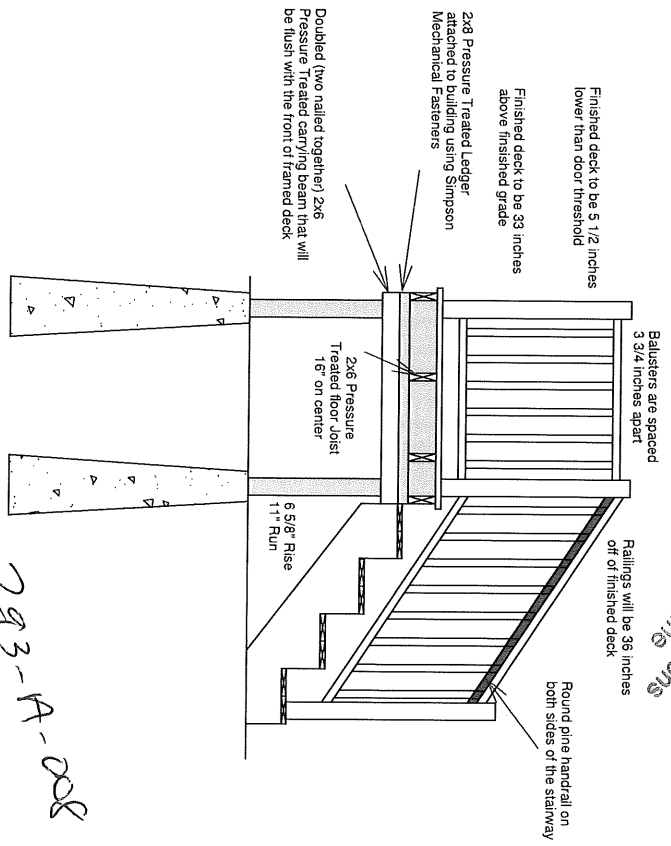 Finished deck to be 5 1/2 inches
lower than door threshold
Finished deck to be 33 inches
above finsished grade
2x8 Pressure Treated Ledger
attached to building using Simpson
Mechanical Fasteners
Doubled (two nailed together) 2x6
Pressure Treated carrying beam that will
be flush with the front of framed deck
Balusters are spaced
3 3/4 inches apart
2x6 Pressure
Treated floor Joist
16" on center
Railings will be 36 inches
off of finished deck
6 5/8" Rise
11" Run
Round pine handrail on
both sides of the stairway
293-A-008